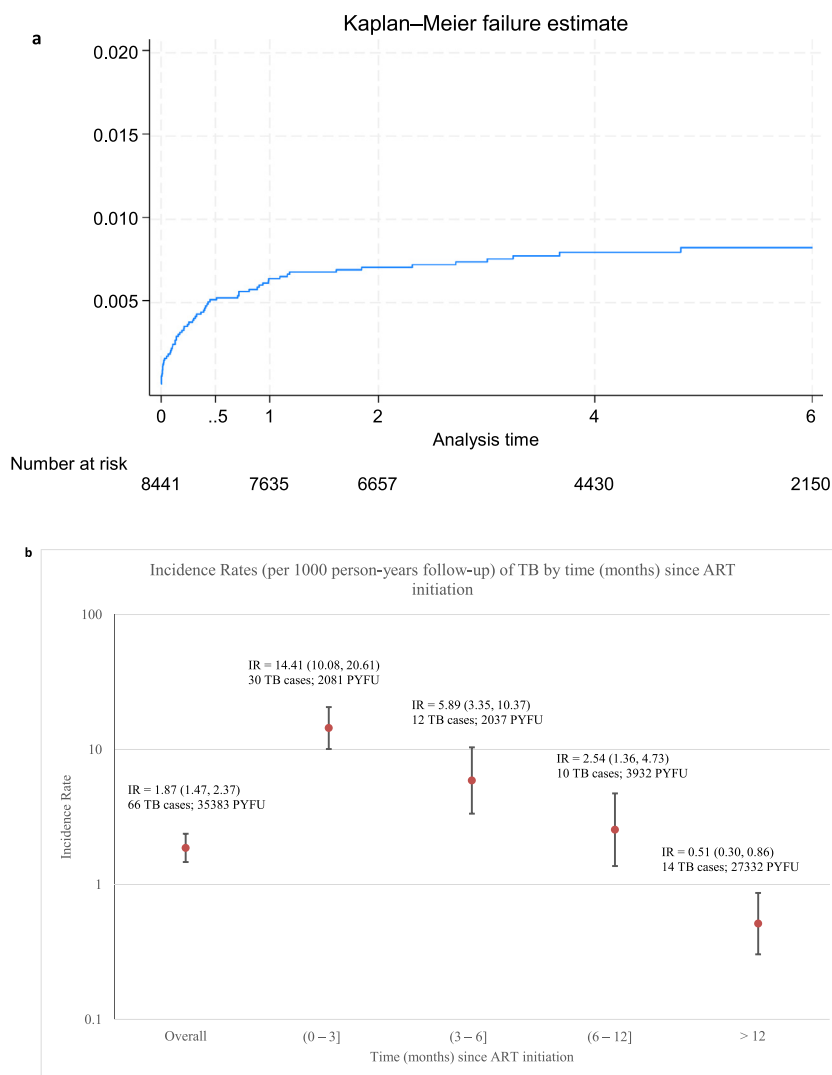 a
Kaplan–Meier failure estimate
0.020
0.015
0.010
0.005
0 ..5 1 2 4 6
Analysis time
Number at risk
8441 7635 6657 4430 2150
b
Incidence Rates (per 1000 person-years follow-up) of TB by time (months) since ART
initiation
100
10
1
0.1
Incidence Rate
IR = 14.41 (10.08, 20.61)
30 TB cases; 2081 PYFU
IR = 5.89 (3.35, 10.37)
12 TB cases; 2037 PYFU
IR = 2.54 (1.36, 4.73)
10 TB cases; 3932 PYFU
IR = 1.87 (1.47, 2.37)
66 TB cases; 35383 PYFU
IR = 0.51 (0.30, 0.86)
14 TB cases; 27332 PYFU
Overall (0 – 3] (3 – 6] (6 – 12] > 12
Time (months) since ART initiation